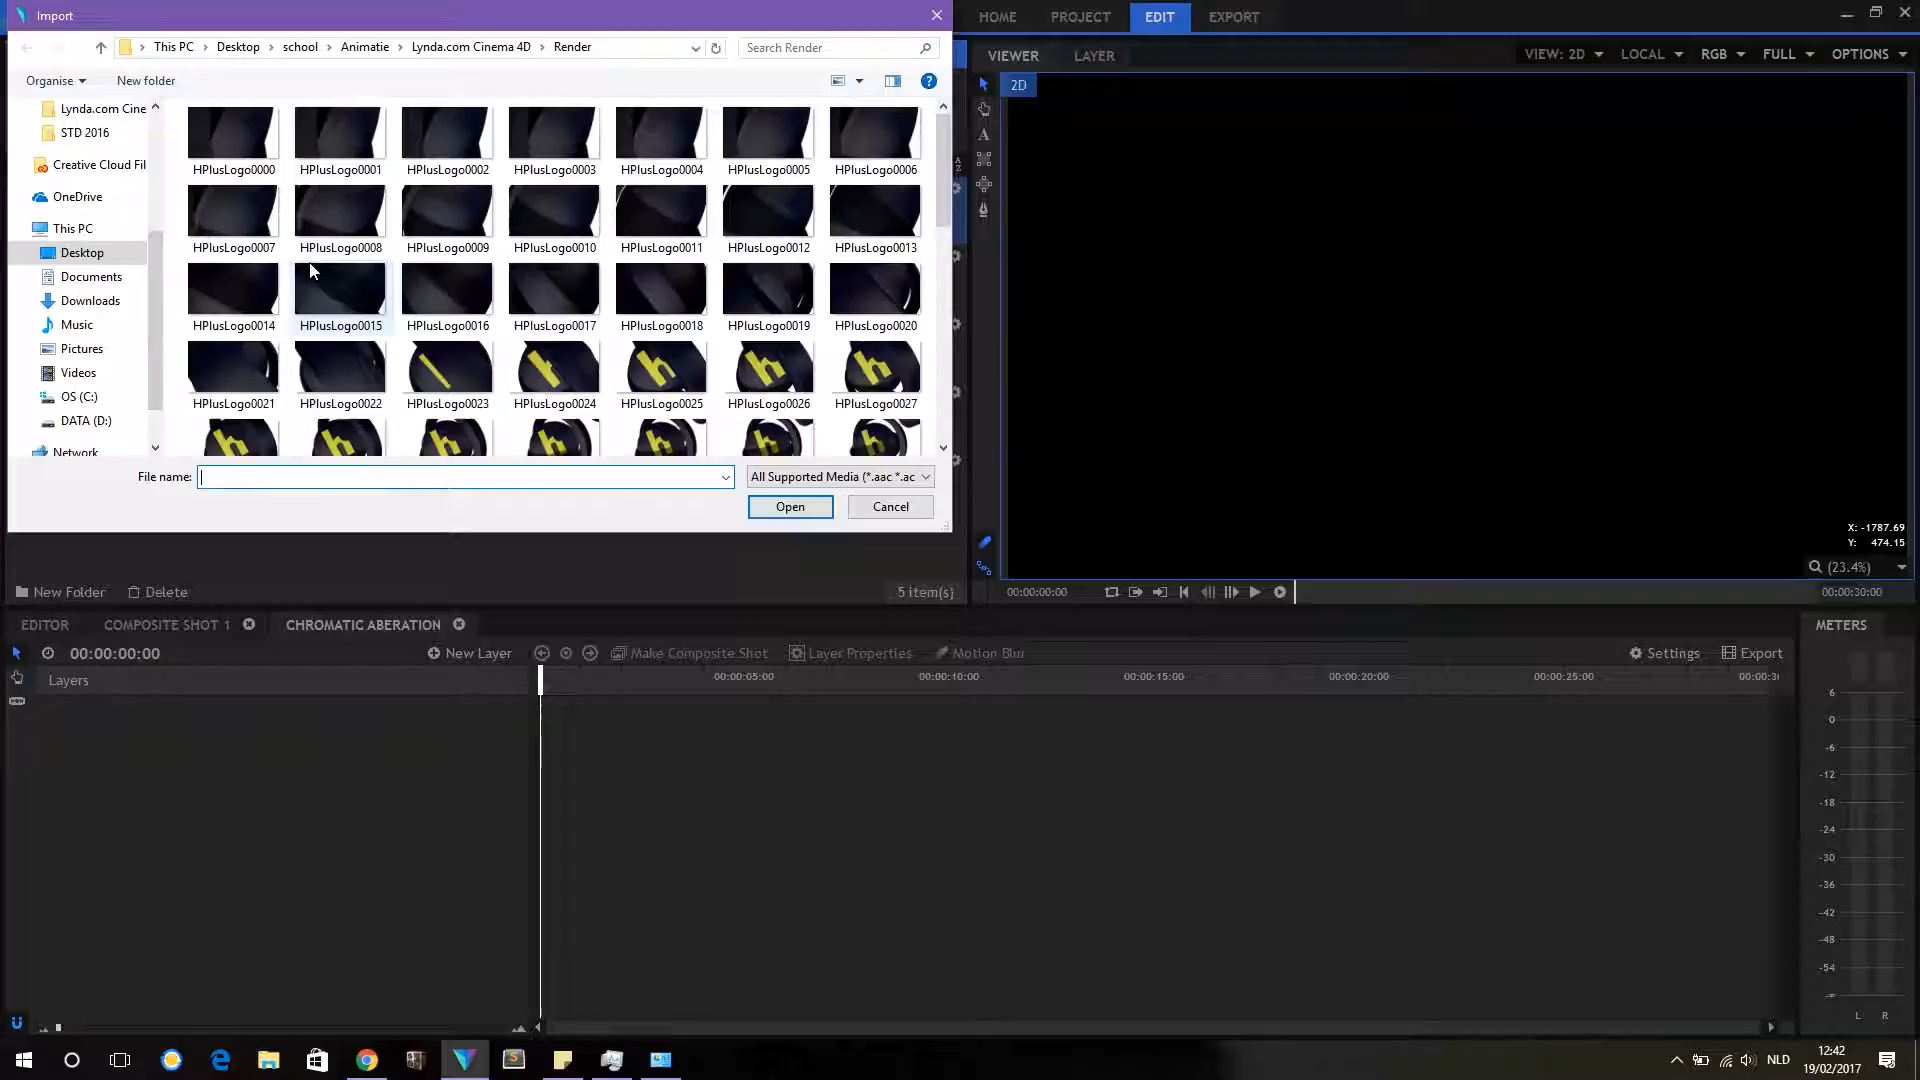 Import
HOME PROJECT EDIT EXPORT
This PC Desktop school Animatie Lynda.com Cinema 4D Render
Search Render
Organise
New folder
VIEWER LAYER
VIEW: 2D LOCAL RGB FULL OPTIONS
2D
A
Lynda.com Cine
STD 2016
Creative Cloud Fil
OneDrive
This PC
Desktop
Documents
Downloads
Music
Pictures
Videos
OS (C:)
DATA (D:)
Network
HPlusLogo0000 HPlusLogo0001 HPlusLogo0002 HPlusLogo0003 HPlusLogo0004 HPlusLogo0005 HPlusLogo0006
HPlusLogo0007 HPlusLogo0008 HPlusLogo0009 HPlusLogo0010 HPlusLogo0011 HPlusLogo0012 HPlusLogo0013
HPlusLogo0014 HPlusLogo0015 HPlusLogo0016 HPlusLogo0017 HPlusLogo0018 HPlusLogo0019 HPlusLogo0020
HPlusLogo0021 HPlusLogo0022 HPlusLogo0023 HPlusLogo0024 HPlusLogo0025 HPlusLogo0026 HPlusLogo0027
File name:
All Supported Media (*.aac *.ac
Open Cancel
X: -1787.69
Y: 474.15
(23.4%)
New Folder Delete
5 item(s)
00:00:00:00
00:00:30:00
EDITOR COMPOSITE SHOT 1 CHROMATIC ABERATION
METERS
00:00:00:00
New Layer
Make Composite Shot
Layer Properties
Motion Blur
Settings
Export
Layers
00:00:05:00 00:00:10:00 00:00:15:00 00:00:20:00 00:00:25:00 00:00:3
6
0
-6
-12
-18
-24
-30
-36
-42
-48
-54
L R
NLD
12:42
19/02/2017